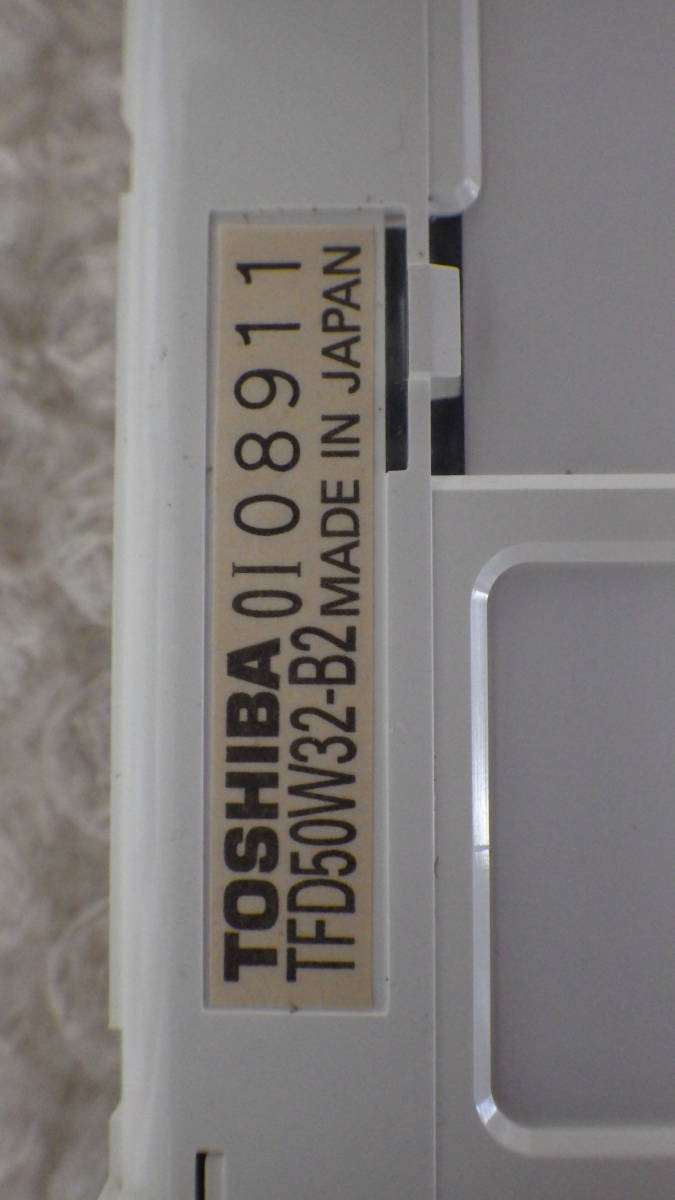 TOSHIBA 0I08911
TFD50W32-B2 MADE IN JAPAN